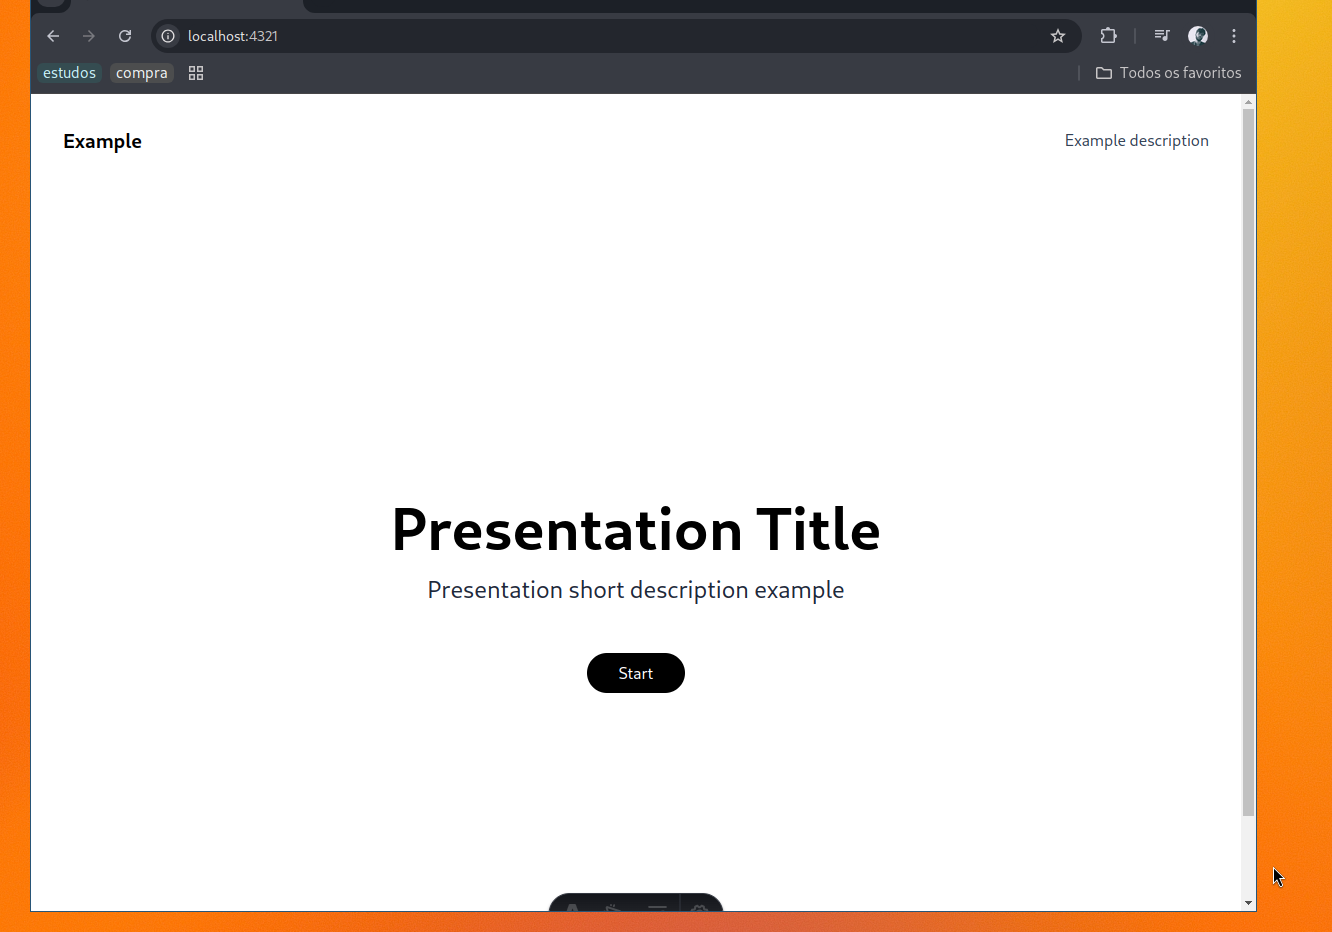 localhost:4321
estudos compra Todos os favoritos
Example Example description
Presentation Title
Presentation short description example
Start